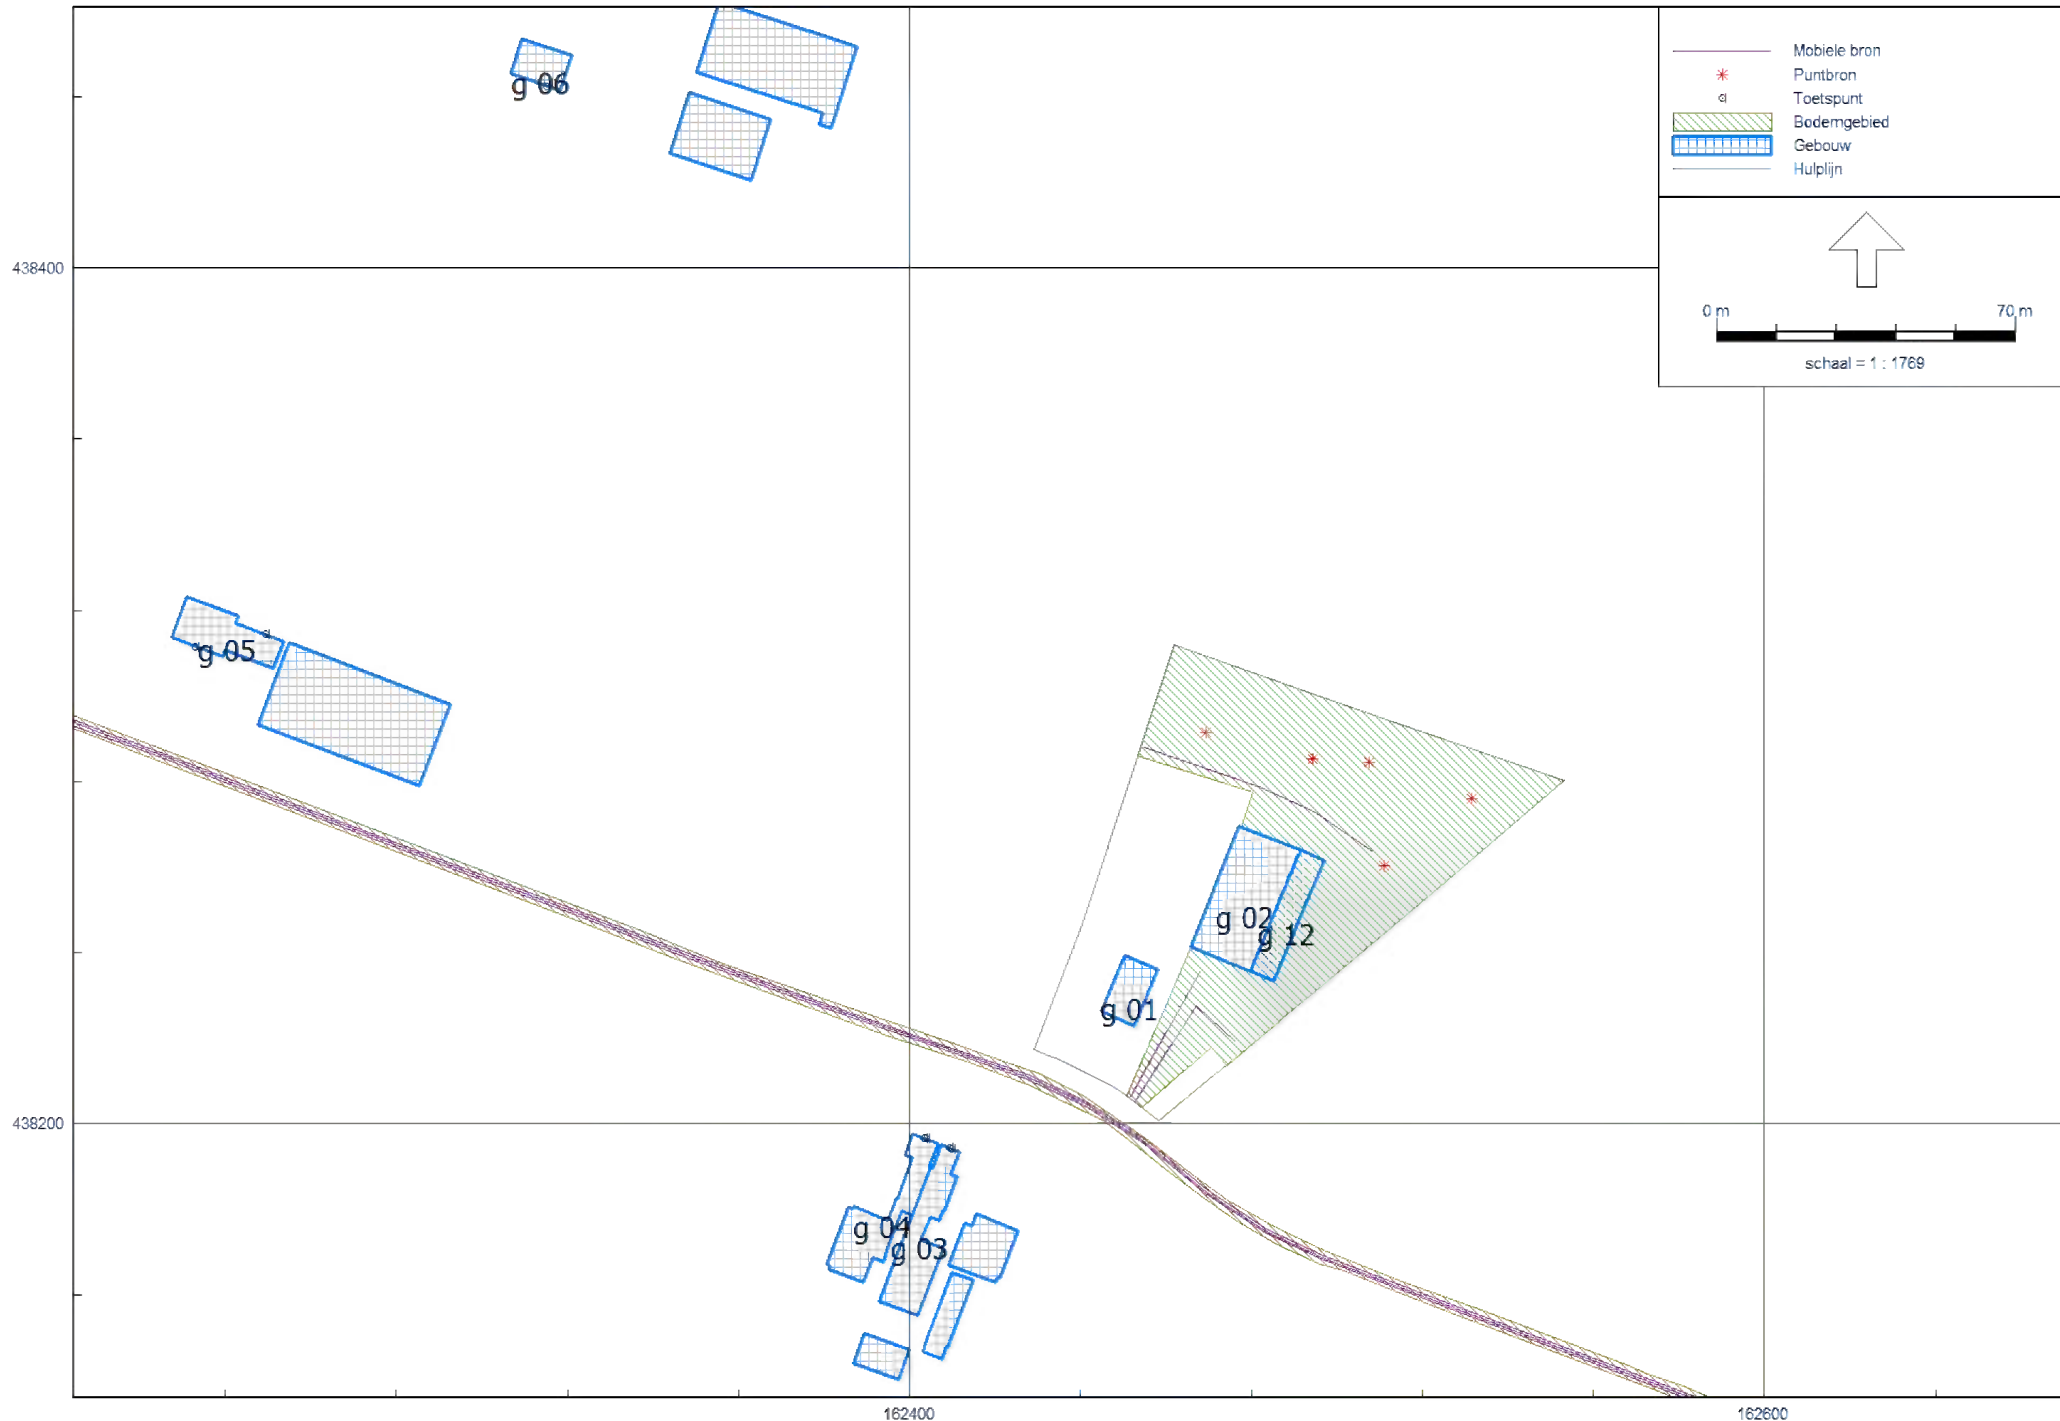 Mobiele bron
Puntbron
Toetspunt
Bodemgebied
Gebouw
Hulplijn
0 m 70 m
schaal = 1 : 1769
g 06
438400
g 05
g 02
g 12
g 01
438200
g 04
g 03
162400 162600